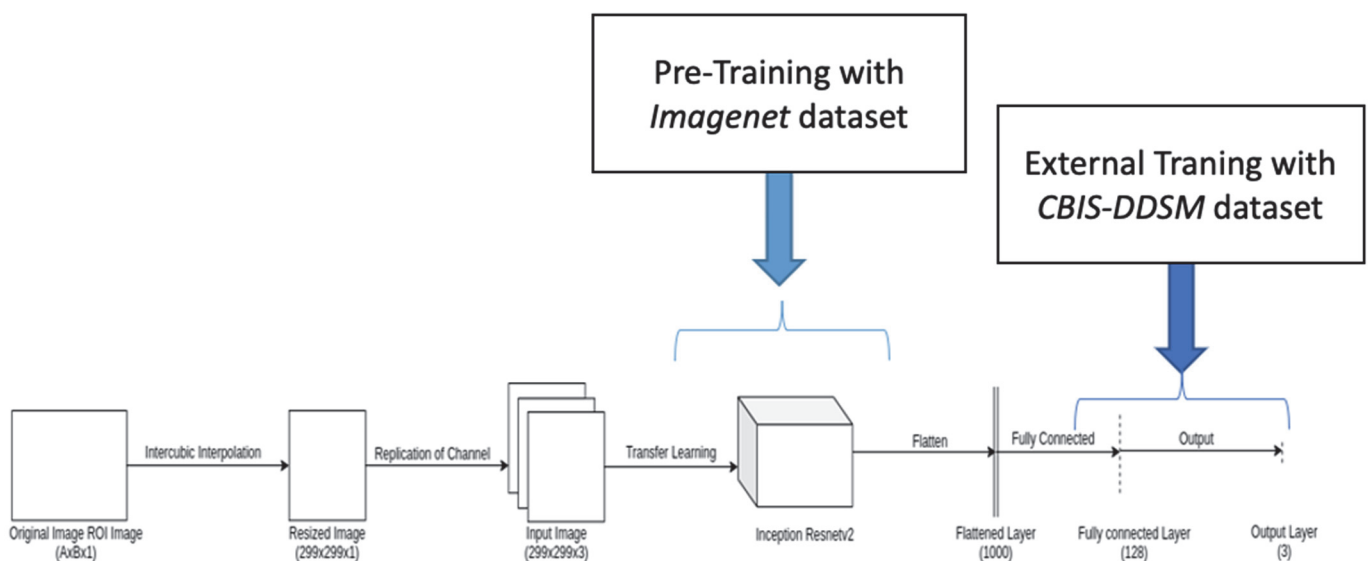 Pre-Training with
Imagenet dataset
External Traning with
CBIS-DDSM dataset
Intercubic Interpolation
Replication of Channel
Transfer Learning
Flatten
Fully Connected
Output
Original Image ROI Image
(AxBx1)
Resized Image
(299x299x1)
Input Image
(299x299x3)
Inception Resnetv2
Flattened Layer
(1000)
Fully connected Layer
(128)
Output Layer
(3)